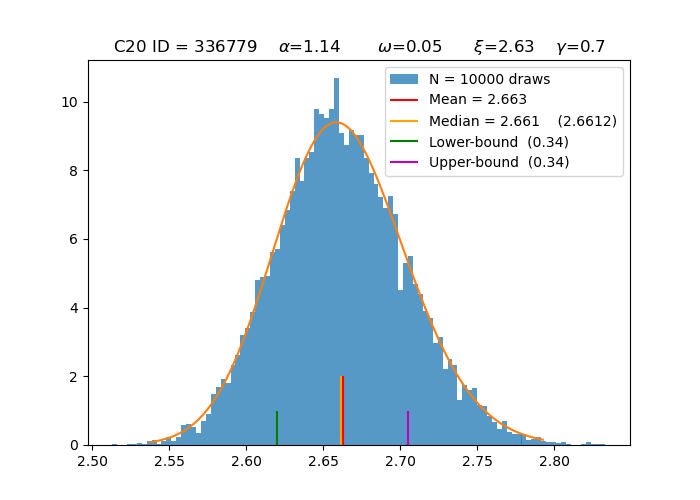 C20 ID = 336779 α=1.14 ω=0.05 ξ=2.63 γ=0.7
N = 10000 draws
Mean = 2.663
Median = 2.661 (2.6612)
Lower-bound (0.34)
Upper-bound (0.34)
10
8
6
4
2
0
2.50 2.55 2.60 2.65 2.70 2.75 2.80